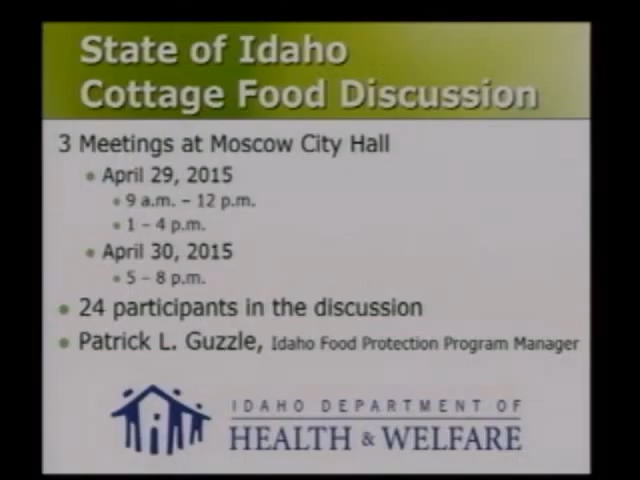 State of Idaho
Cottage Food Discussion
3 Meetings at Moscow City Hall
• April 29, 2015
• 9 a.m. – 12 p.m.
• 1 – 4 p.m.
• April 30, 2015
• 5 – 8 p.m.
• 24 participants in the discussion
• Patrick L. Guzzle, Idaho Food Protection Program Manager
IDAHO DEPARTMENT OF
HEALTH & WELFARE